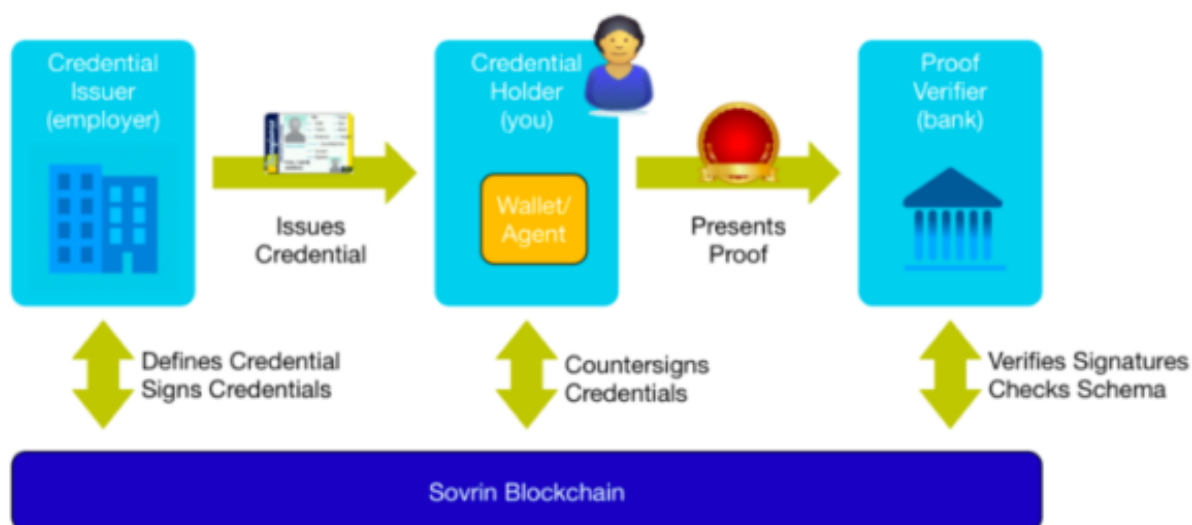 Credential
Issuer
(employer)
Issues
Credential
Credential
Holder
(you)
Wallet/
Agent
Presents
Proof
Proof
Verifier
(bank)
Defines Credential
Signs Credentials
Countersigns
Credentials
Verifies Signatures
Checks Schema
Sovrin Blockchain